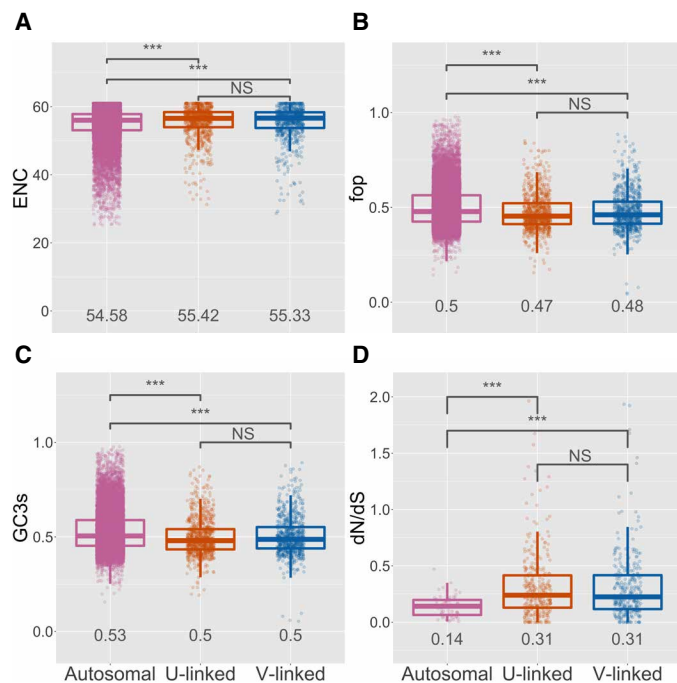 A
***
***
NS
60
40
20
0
ENC
54.58 55.42 55.33
B
***
***
NS
1.0
0.5
0.0
fop
0.5 0.47 0.48
C
***
***
NS
1.0
0.5
0.0
GC3s
0.53 0.5 0.5
Autosomal U-linked V-linked
D
***
***
NS
2.0
1.5
1.0
0.5
0.0
dN/dS
0.14 0.31 0.31
Autosomal U-linked V-linked